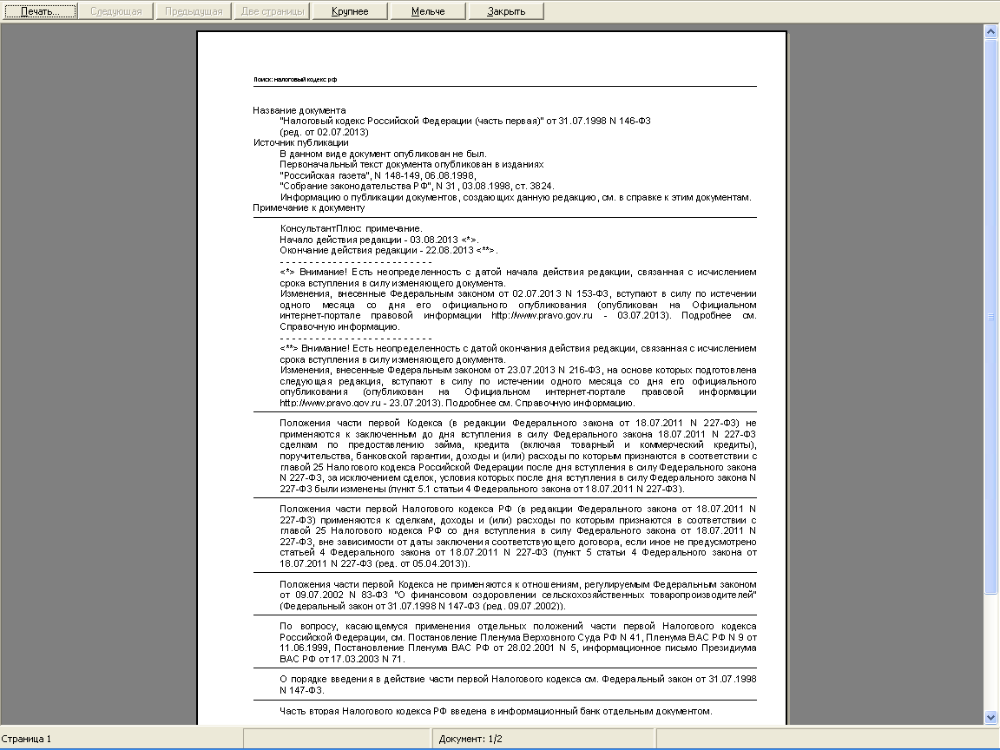 Печать... Следующая Предыдущая Две страницы Крупнее Мельче Закрыть
Поиск: налоговый кодекс рф
Название документа
"Налоговый кодекс Российской Федерации (часть первая)" от 31.07.1998 N 146-ФЗ
(ред. от 02.07.2013)
Источник публикации
В данном виде документ опубликован не был.
Первоначальный текст документа опубликован в изданиях
"Российская газета", N 148-149, 06.08.1998,
"Собрание законодательства РФ", N 31, 03.08.1998, ст. 3824.
Информацию о публикации документов, создающих данную редакцию, см. в справке к этим документам.
Примечание к документу
КонсультантПлюс: примечание.
Начало действия редакции - 03.08.2013 <*>.
Окончание действия редакции - 22.08.2013 <**>.
- - - - - - - - - - - - - - - - - - - - - - - - - -
<*> Внимание! Есть неопределенность с датой начала действия редакции, связанная с исчислением
срока вступления в силу изменяющего документа.
Изменения, внесенные Федеральным законом от 02.07.2013 N 153-ФЗ, вступают в силу по истечении
одного месяца со дня его официального опубликования (опубликован на Официальном
интернет-портале правовой информации http://www.pravo.gov.ru - 03.07.2013). Подробнее см.
Справочную информацию.
- - - - - - - - - - - - - - - - - - - - - - - - - -
<**> Внимание! Есть неопределенность с датой окончания действия редакции, связанная с исчислением
срока вступления в силу изменяющего документа.
Изменения, внесенные Федеральным законом от 23.07.2013 N 216-ФЗ, на основе которых подготовлена
следующая редакция, вступают в силу по истечении одного месяца со дня его официального
опубликования (опубликован на Официальном интернет-портале правовой информации
http://www.pravo.gov.ru - 23.07.2013). Подробнее см. Справочную информацию.
Положения части первой Кодекса (в редакции Федерального закона от 18.07.2011 N 227-ФЗ) не
применяются к заключенным до дня вступления в силу Федерального закона 18.07.2011 N 227-ФЗ
сделкам по предоставлению займа, кредита (включая товарный и коммерческий кредиты),
поручительства, банковской гарантии, доходы и (или) расходы по которым признаются в соответствии с
главой 25 Налогового кодекса Российской Федерации после дня вступления в силу Федерального закона
N 227-ФЗ, за исключением сделок, условия которых после дня вступления в силу Федерального закона N
227-ФЗ были изменены (пункт 5.1 статьи 4 Федерального закона от 18.07.2011 N 227-ФЗ).
Положения части первой Налогового кодекса РФ (в редакции Федерального закона от 18.07.2011 N
227-ФЗ) применяются к сделкам, доходы и (или) расходы по которым признаются в соответствии с
главой 25 Налогового кодекса РФ со дня вступления в силу Федерального закона от 18.07.2011 N
227-ФЗ, вне зависимости от даты заключения соответствующего договора, если иное не предусмотрено
статьей 4 Федерального закона от 18.07.2011 N 227-ФЗ (пункт 5 статьи 4 Федерального закона от
18.07.2011 N 227-ФЗ (ред. от 05.04.2013)).
Положения части первой Кодекса не применяются к отношениям, регулируемым Федеральным законом
от 09.07.2002 N 83-ФЗ "О финансовом оздоровлении сельскохозяйственных товаропроизводителей"
(Федеральный закон от 31.07.1998 N 147-ФЗ (ред. 09.07.2002)).
По вопросу, касающемуся применения отдельных положений части первой Налогового кодекса
Российской Федерации, см. Постановление Пленума Верховного Суда РФ N 41, Пленума ВАС РФ N 9 от
11.06.1999, Постановление Пленума ВАС РФ от 28.02.2001 N 5, информационное письмо Президиума
ВАС РФ от 17.03.2003 N 71.
О порядке введения в действие части первой Налогового кодекса см. Федеральный закон от 31.07.1998
N 147-ФЗ.
Часть вторая Налогового кодекса РФ введена в информационный банк отдельным документом.
Страница 1 Документ: 1/2